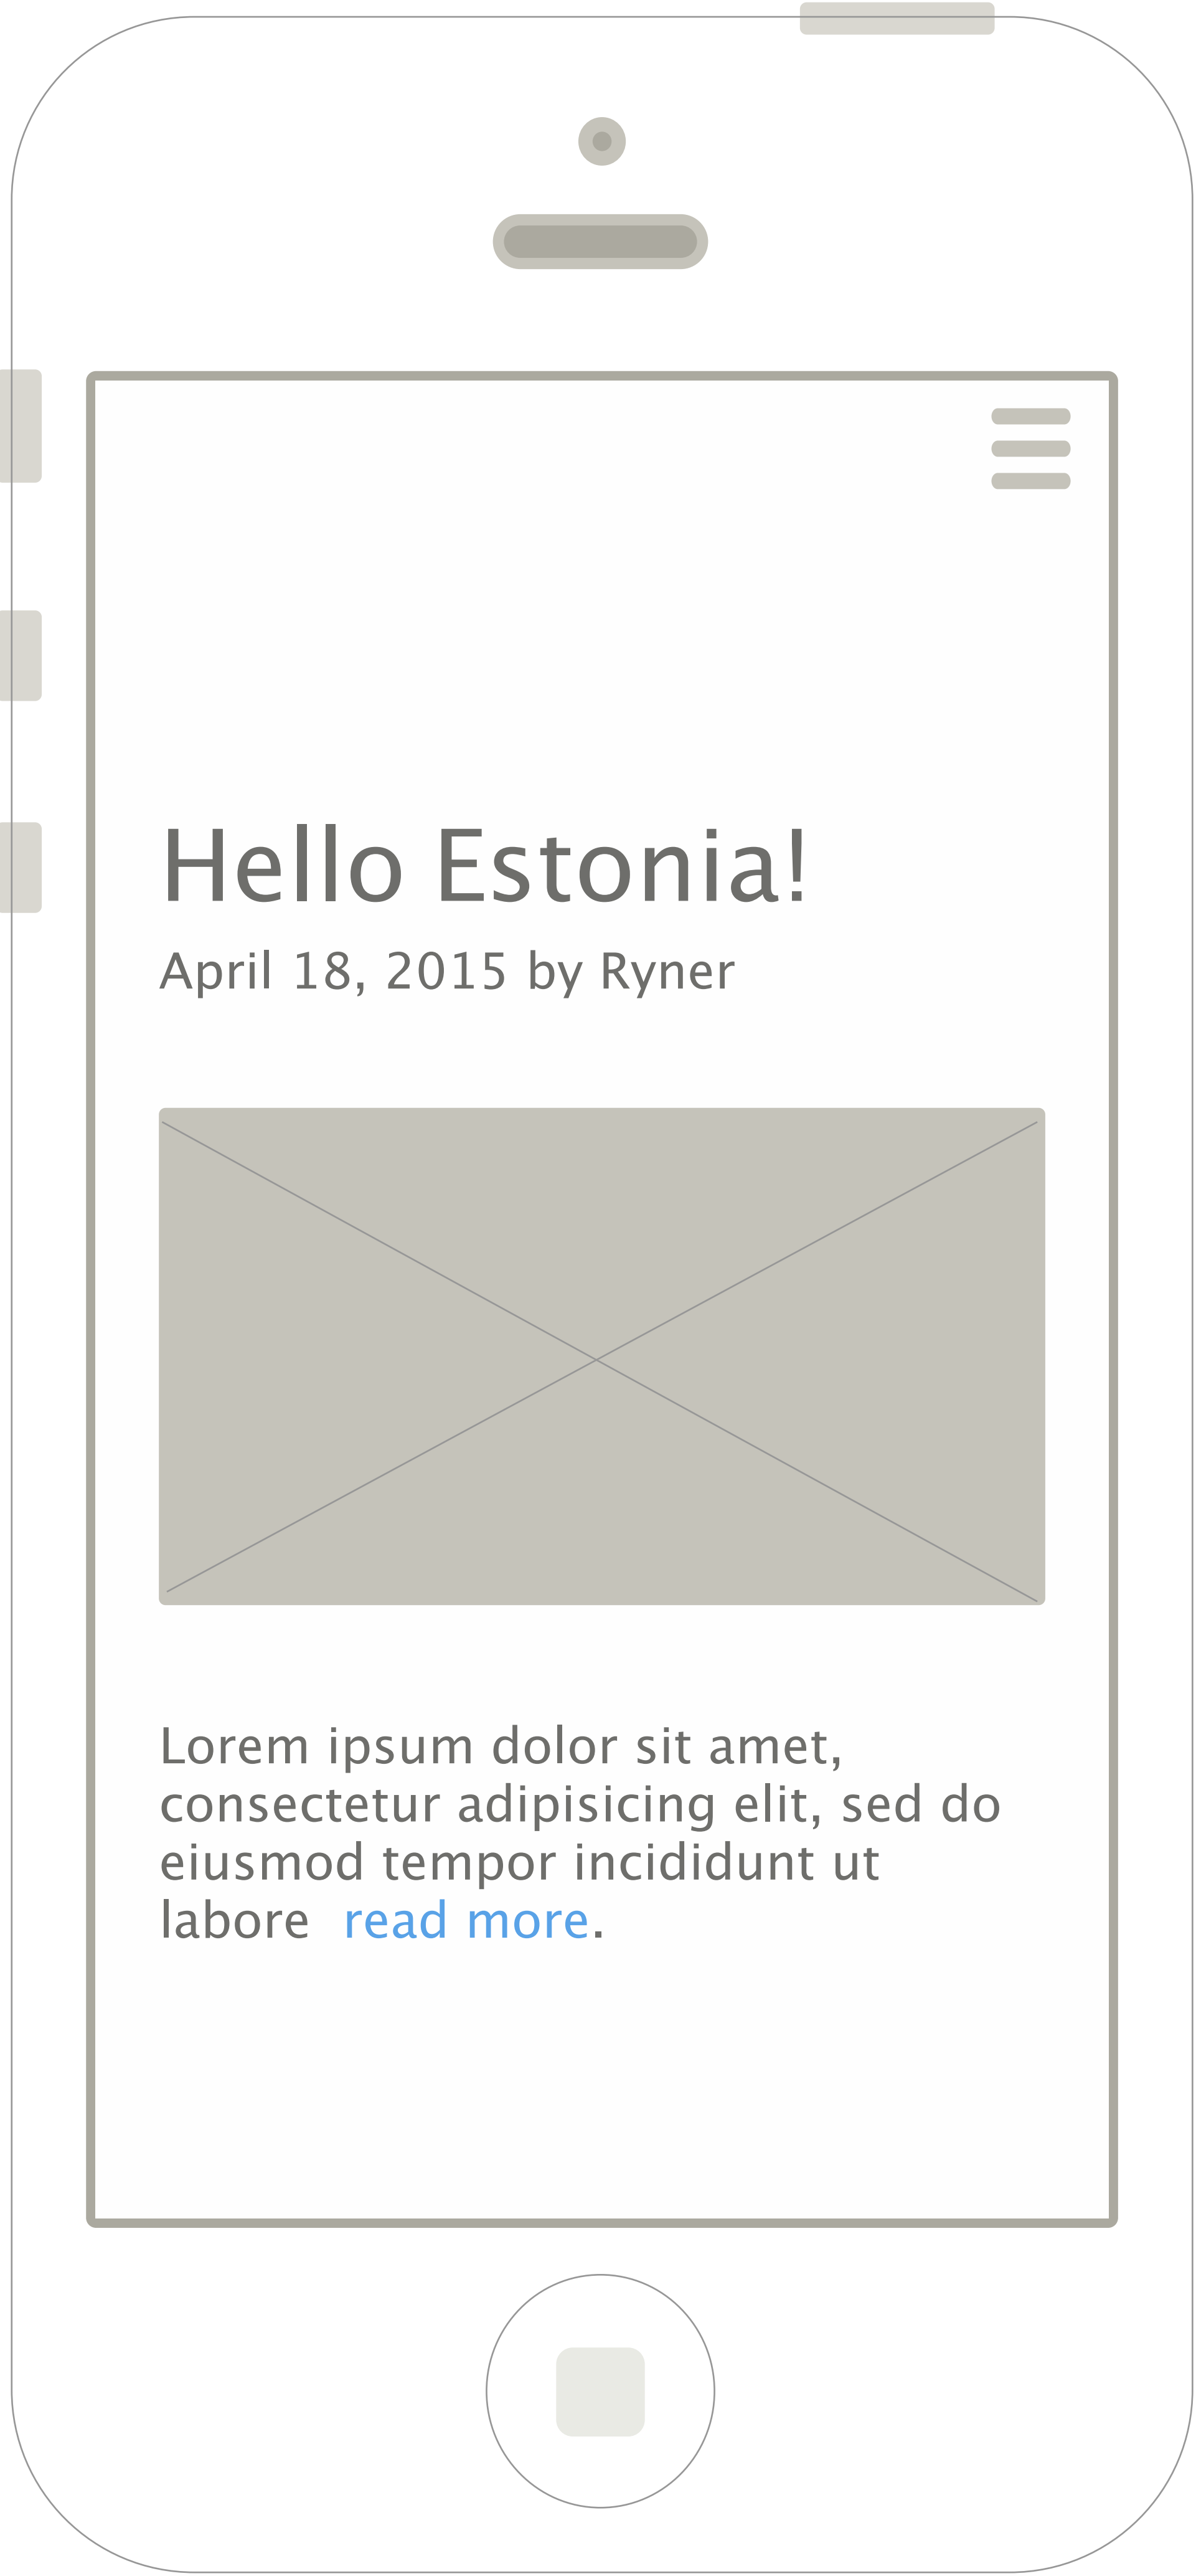 Hello Estonia!
April 18, 2015 by Ryner
Lorem ipsum dolor sit amet,
consectetur adipisicing elit, sed do
eiusmod tempor incididunt ut
labore  read more.